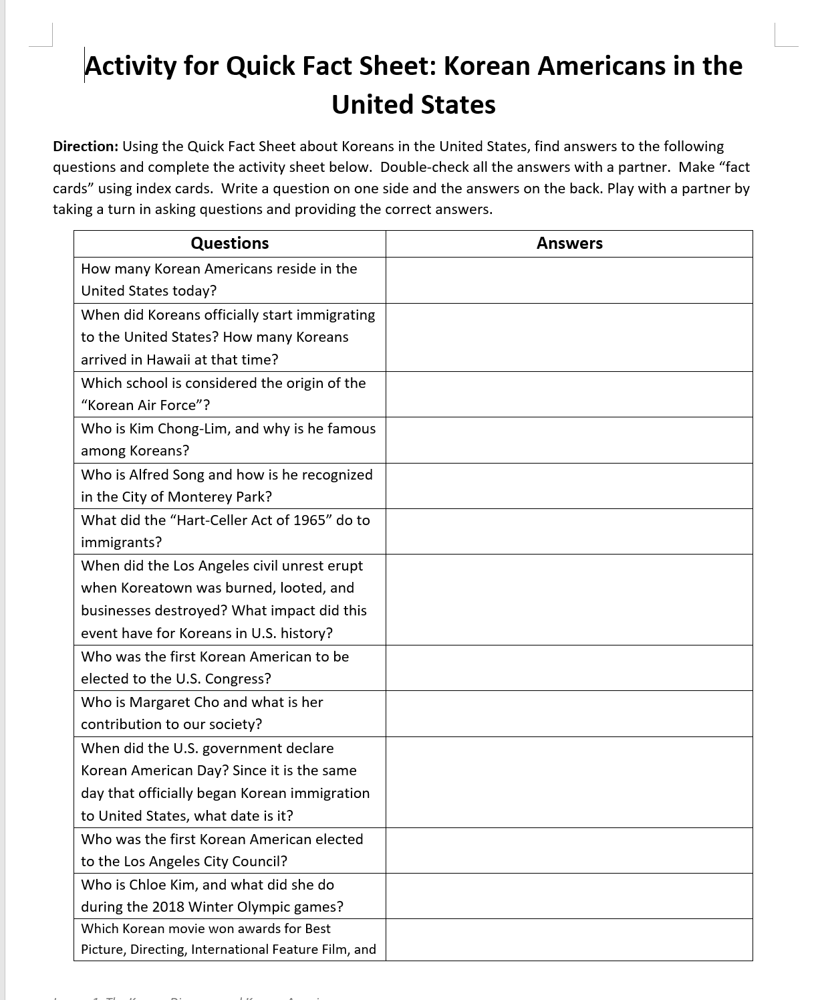 Activity for Quick Fact Sheet: Korean Americans in the
United States
Direction: Using the Quick Fact Sheet about Koreans in the United States, find answers to the following
questions and complete the activity sheet below.  Double-check all the answers with a partner.  Make “fact
cards” using index cards.  Write a question on one side and the answers on the back. Play with a partner by
taking a turn in asking questions and providing the correct answers.
Questions
Answers
How many Korean Americans reside in the
United States today?
When did Koreans officially start immigrating
to the United States? How many Koreans
arrived in Hawaii at that time?
Which school is considered the origin of the
“Korean Air Force”?
Who is Kim Chong-Lim, and why is he famous
among Koreans?
Who is Alfred Song and how is he recognized
in the City of Monterey Park?
What did the “Hart-Celler Act of 1965” do to
immigrants?
When did the Los Angeles civil unrest erupt
when Koreatown was burned, looted, and
businesses destroyed? What impact did this
event have for Koreans in U.S. history?
Who was the first Korean American to be
elected to the U.S. Congress?
Who is Margaret Cho and what is her
contribution to our society?
When did the U.S. government declare
Korean American Day? Since it is the same
day that officially began Korean immigration
to United States, what date is it?
Who was the first Korean American elected
to the Los Angeles City Council?
Who is Chloe Kim, and what did she do
during the 2018 Winter Olympic games?
Which Korean movie won awards for Best
Picture, Directing, International Feature Film, and